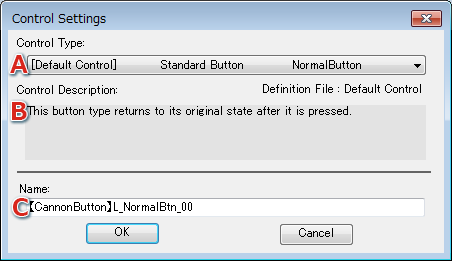 Control Settings
Control Type:
A [Default Control] Standard Button NormalButton
Control Description: Definition File : Default Control
B This button type returns to its original state after it is pressed.
Name:
C 【CannonButton】L_NormalBtn_00
OK Cancel